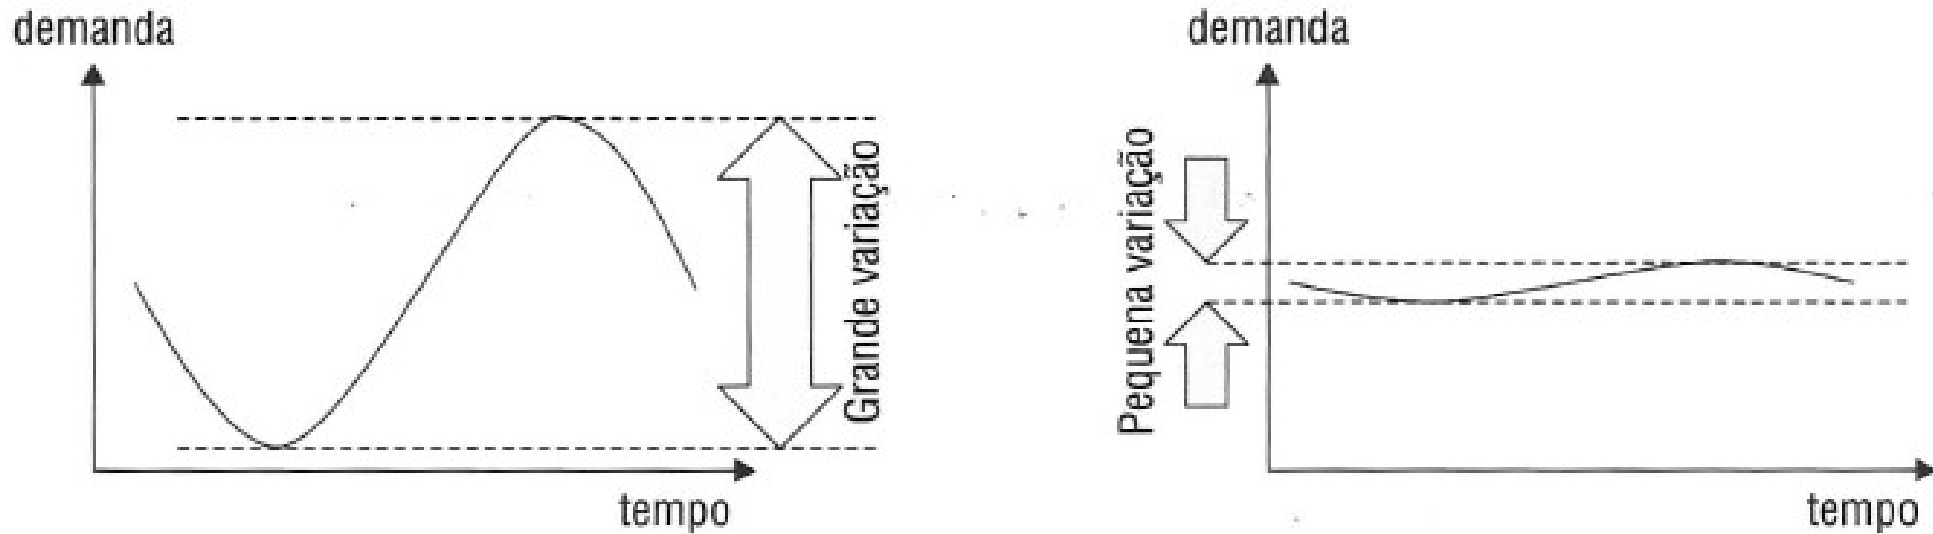 demanda
Grande variação
tempo
demanda
Pequena variação
tempo